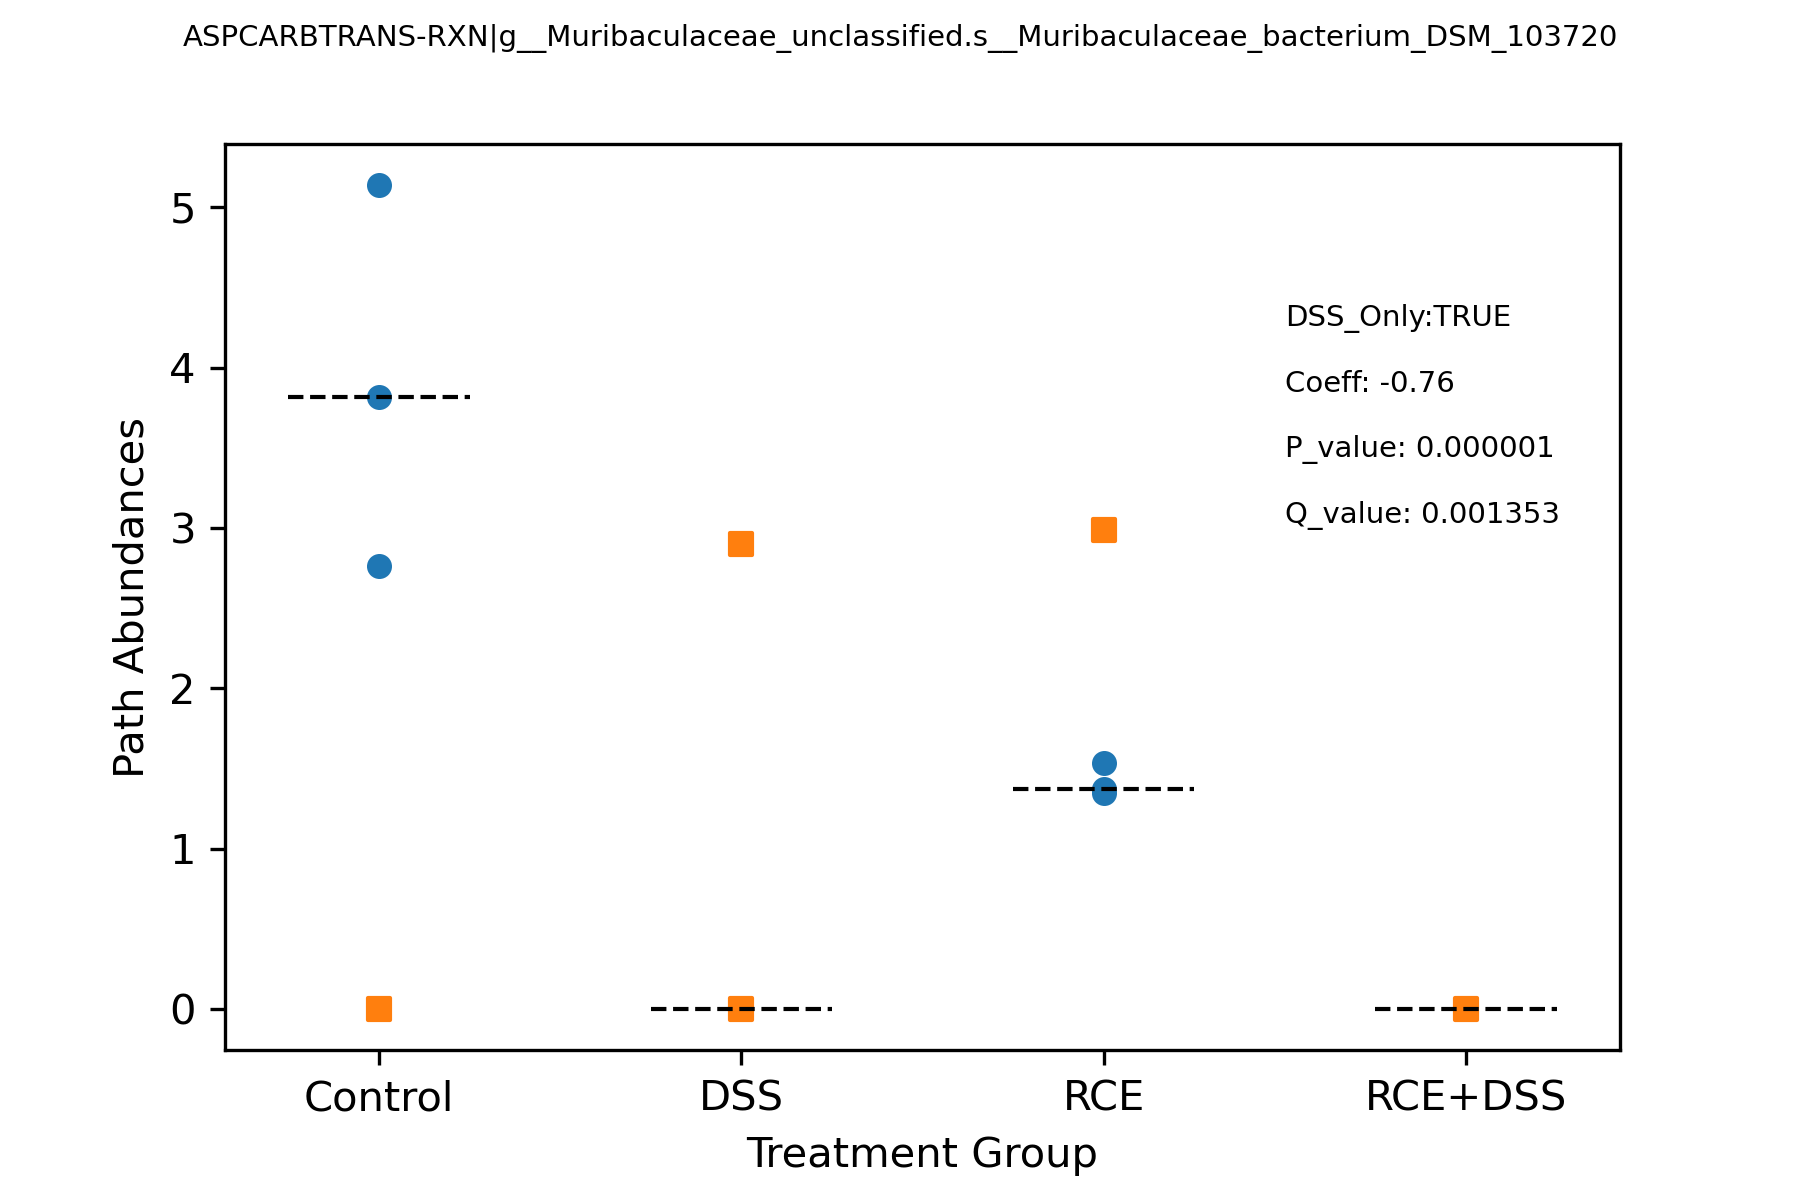 ASPCARBTRANS-RXN|g__Muribaculaceae_unclassified.s__Muribaculaceae_bacterium_DSM_103720
5
4
3
2
1
0
Path Abundances
DSS_Only:TRUE
Coeff: -0.76
P_value: 0.000001
Q_value: 0.001353
Control DSS RCE RCE+DSS
Treatment Group